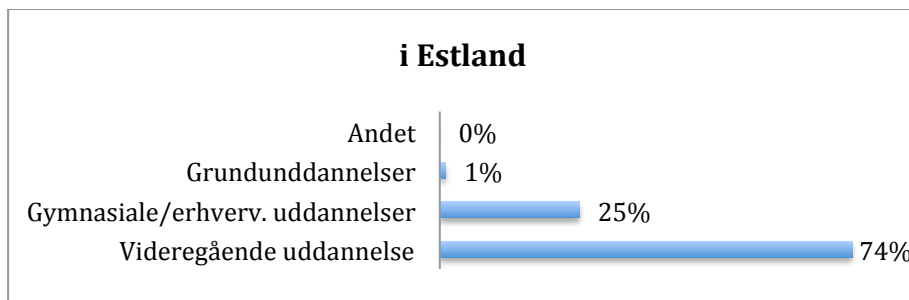 i Estland
Andet 0%
Grundunddannelser 1%
Gymnasiale/erhverv. uddannelser 25%
Videregående uddannelse 74%